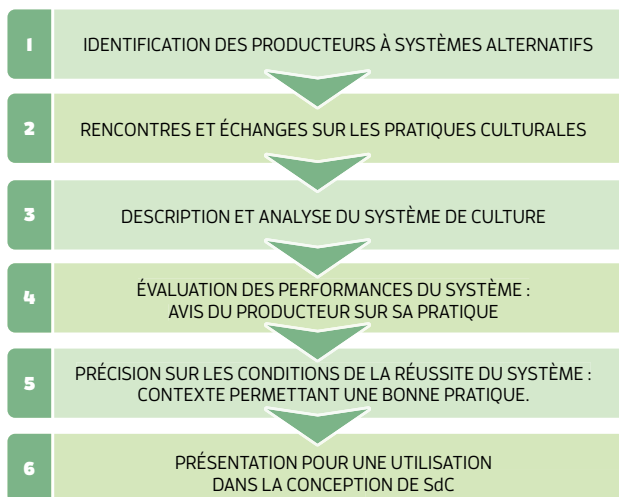 1 IDENTIFICATION DES PRODUCTEURS À SYSTÈMES ALTERNATIFS
2 RENCONTRES ET ÉCHANGES SUR LES PRATIQUES CULTURALES
3 DESCRIPTION ET ANALYSE DU SYSTÈME DE CULTURE
4 ÉVALUATION DES PERFORMANCES DU SYSTÈME :
AVIS DU PRODUCTEUR SUR SA PRATIQUE
5 PRÉCISION SUR LES CONDITIONS DE LA RÉUSSITE DU SYSTÈME :
CONTEXTE PERMETTANT UNE BONNE PRATIQUE.
6 PRÉSENTATION POUR UNE UTILISATION
DANS LA CONCEPTION DE SdC